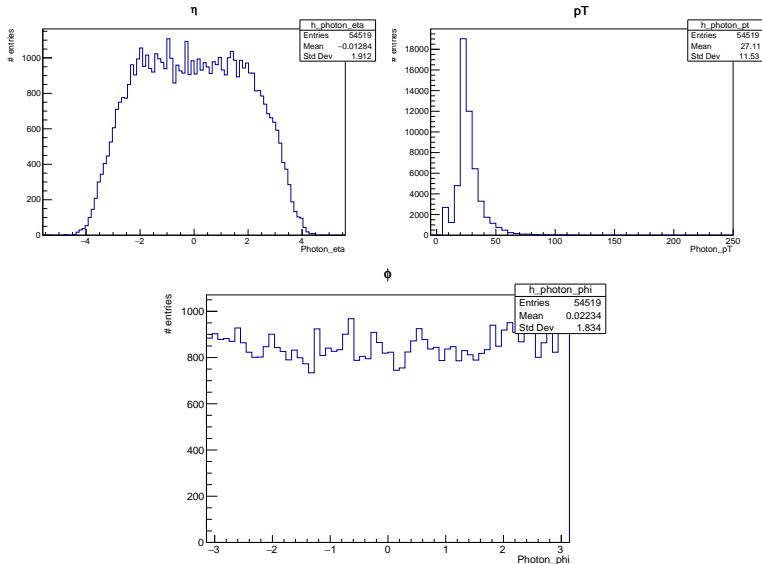 η
h_photon_eta
Entries 54519
Mean −0.01284
Std Dev 1.912
# entries
1000
800
600
400
200
0
−4 −2 0 2 4
Photon_eta
pT
h_photon_pt
Entries 54519
Mean 27.11
Std Dev 11.53
# entries
18000
16000
14000
12000
10000
8000
6000
4000
2000
0
0 50 100 150 200 250
Photon_pT
ϕ
h_photon_phi
Entries 54519
Mean 0.02234
Std Dev 1.834
# entries
1000
800
600
400
200
0
−3 −2 −1 0 1 2 3
Photon_phi